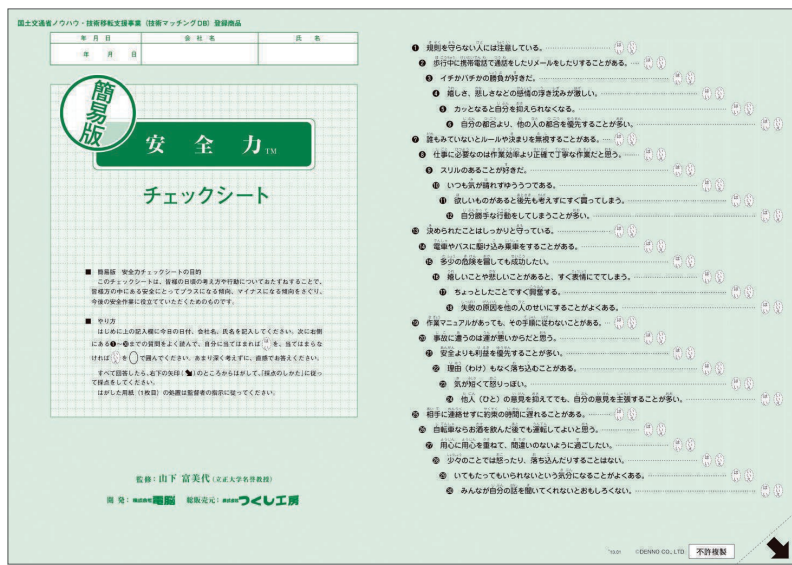 国土交通省ノウハウ・技術移転支援事業（技術マッチングDB）登録商品
年 月 日 会 社 名 氏 名
年 月 日
簡易版
安 全 力 TM
チェックシート
■ 簡易版 安全力チェックシートの目的
このチェックシートは、皆様の日頃の考え方や行動についておたずねすることで、
皆様方の中にある安全にとってプラスになる傾向、マイナスになる傾向をさぐり、
今後の安全作業に役立てていただくためのものです。
■ やり方
はじめに上の記入欄に今日の日付、会社名、氏名を記入してください。次に右側
にある❶〜㉚までの質問をよく読んで、自分に当てはまれば はい を、当てはまらな
ければ いいえ を○で囲んでください。あまり深く考えずに、直感でお答えください。
すべて回答したら、右下の矢印（）のところからはがして、「採点のしかた」に従っ
て採点をしてください。
はがした用紙（1枚目）の処置は監督者の指示に従ってください。
監修：山下 富美代（立正大学名誉教授）
開 発：株式会社電脳 総販売元：株式会社つくし工房
❶ 規則を守らない人には注意している。
❷ 歩行中に携帯電話で通話をしたりメールをしたりすることがある。
❸ イチかバチかの勝負が好きだ。
❹ 嬉しさ、悲しさなどの感情の浮き沈みが激しい。
❺ カッとなると自分を抑えられなくなる。
❻ 自分の都合より、他の人の都合を優先することが多い。
❼ 誰もみていないとルールや決まりを無視することがある。
❽ 仕事に必要なのは作業効率より正確で丁寧な作業だと思う。
❾ スリルのあることが好きだ。
❿ いつも気が晴れずゆううつである。
⓫ 欲しいものがあると後先も考えずにすぐ買ってしまう。
⓬ 自分勝手な行動をしてしまうことが多い。
⓭ 決められたことはしっかりと守っている。
⓮ 電車やバスに駆け込み乗車をすることがある。
⓯ 多少の危険を冒しても成功したい。
⓰ 嬉しいことや悲しいことがあると、すぐ表情にでてしまう。
⓱ ちょっとしたことですぐ興奮する。
⓲ 失敗の原因を他の人のせいにすることがよくある。
⓳ 作業マニュアルがあっても、その手順に従わないことがある。
⓴ 事故に遭うのは運が悪いからだと思う。
㉑ 安全よりも利益を優先することが多い。
㉒ 理由（わけ）もなく落ち込むことがある。
㉓ 気が短くて怒りっぽい。
㉔ 他人（ひと）の意見を抑えてでも、自分の意見を主張することが多い。
㉕ 相手に連絡せずに約束の時間に遅れることがある。
㉖ 自転車ならお酒を飲んだ後でも運転してよいと思う。
㉗ 用心に用心を重ねて、間違いのないように過ごしたい。
㉘ 少々のことでは怒ったり、落ち込んだりすることはない。
㉙ いてもたってもいられないという気分になることがよくある。
㉚ みんなが自分の話を聞いてくれないとおもしろくない。
'10.01 ©DENNO CO., LTD. 不許複製